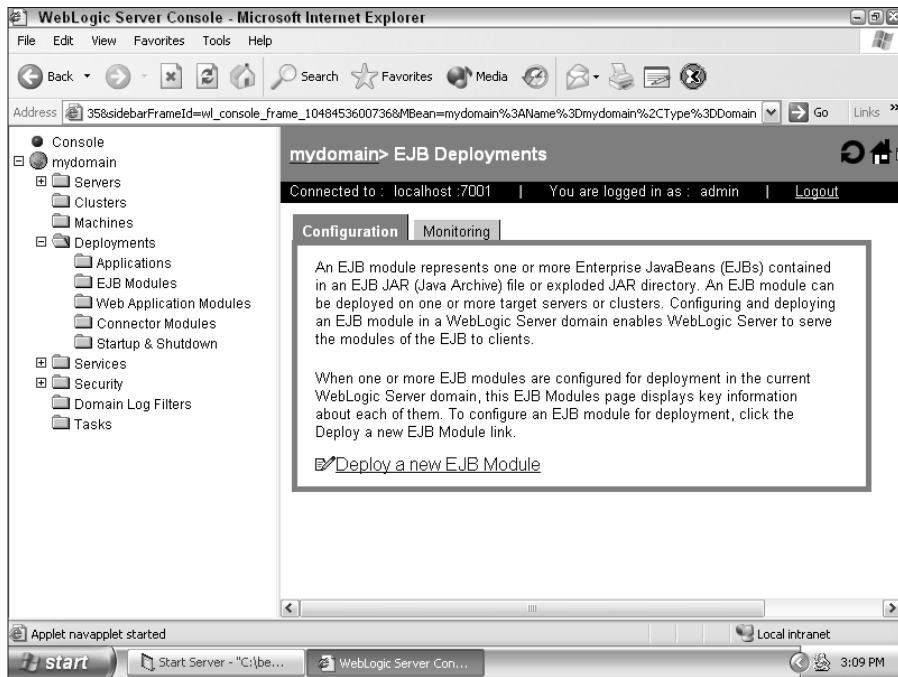 WebLogic Server Console - Microsoft Internet Explorer
File Edit View Favorites Tools Help
Back Search Favorites Media
Address 35&sidebarFrameId=wl_console_frame_1048453600736&MBean=mydomain%3AName%3Dmydomain%2CType%3DDomain Go Links »
Console
mydomain
Servers
Clusters
Machines
Deployments
Applications
EJB Modules
Web Application Modules
Connector Modules
Startup & Shutdown
Services
Security
Domain Log Filters
Tasks
mydomain> EJB Deployments
Connected to : localhost :7001 | You are logged in as : admin | Logout
Configuration Monitoring
An EJB module represents one or more Enterprise JavaBeans (EJBs) contained
in an EJB JAR (Java Archive) file or exploded JAR directory. An EJB module can
be deployed on one or more target servers or clusters. Configuring and deploying
an EJB module in a WebLogic Server domain enables WebLogic Server to serve
the modules of the EJB to clients.
When one or more EJB modules are configured for deployment in the current
WebLogic Server domain, this EJB Modules page displays key information
about each of them. To configure an EJB module for deployment, click the
Deploy a new EJB Module link.
Deploy a new EJB Module
Applet navapplet started Local intranet
start Start Server - "C:\be... WebLogic Server Con... 3:09 PM